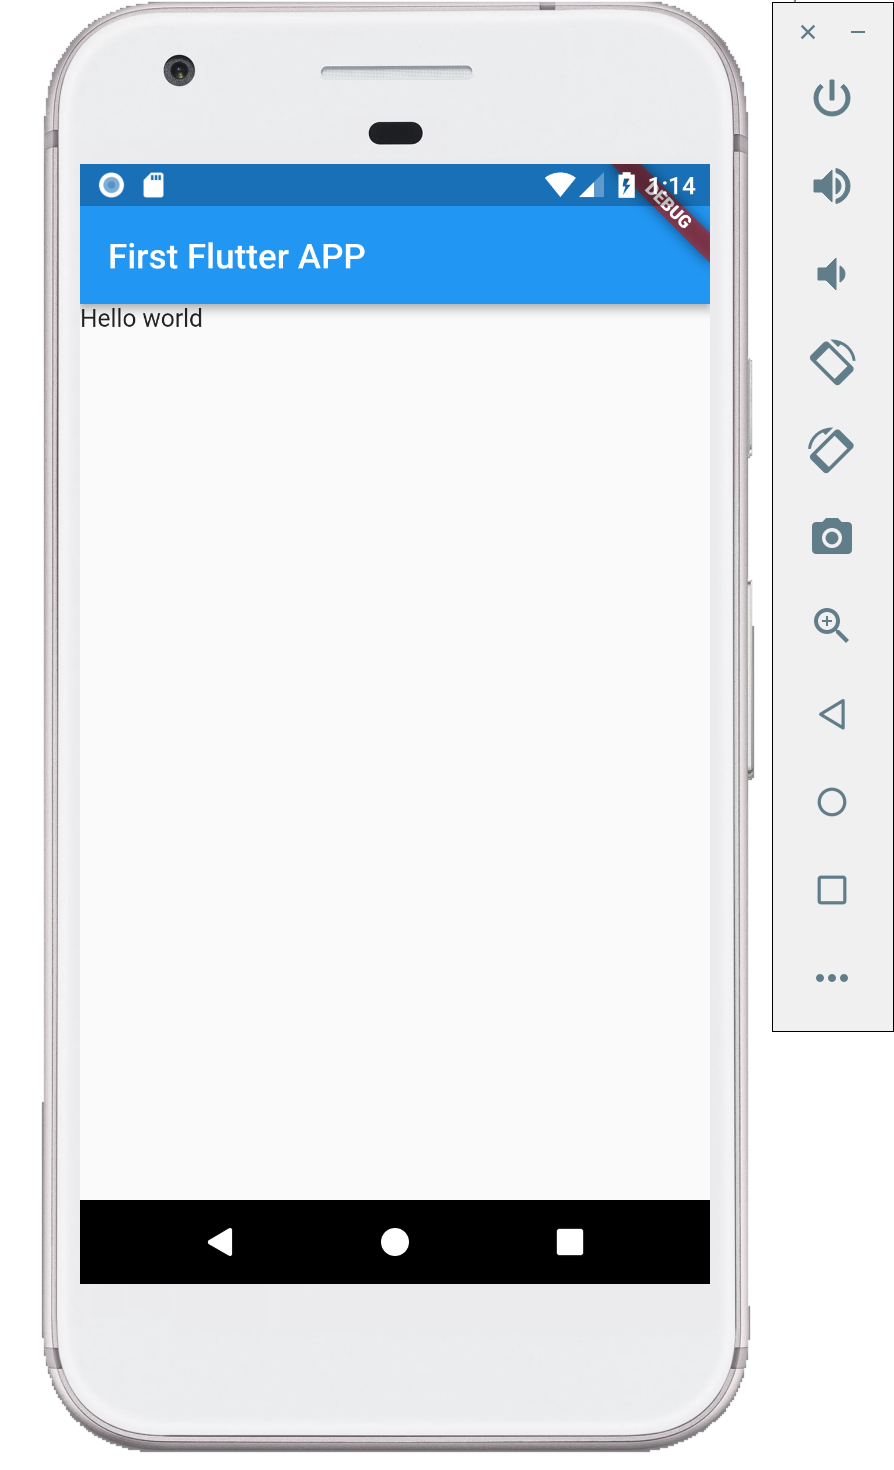 1:14
DEBUG
First Flutter APP
Hello world